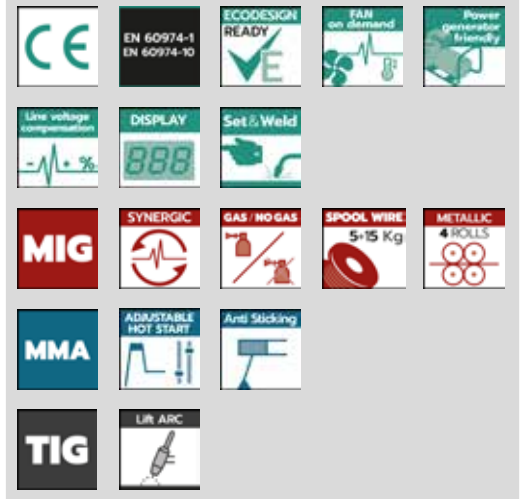 CE
EN 60974-1
EN 60974-10
ECODESIGN
READY
E
FAN
on demand
Power
generator
friendly
Line voltage
compensation
- + %
DISPLAY
888
Set&Weld
MIG
SYNERGIC
GAS/NO GAS
SPOOL WIRE
5÷15 Kg
METALLIC
4 ROLLS
MMA
ADJUSTABLE
HOT START
Anti Sticking
TIG
Lift ARC